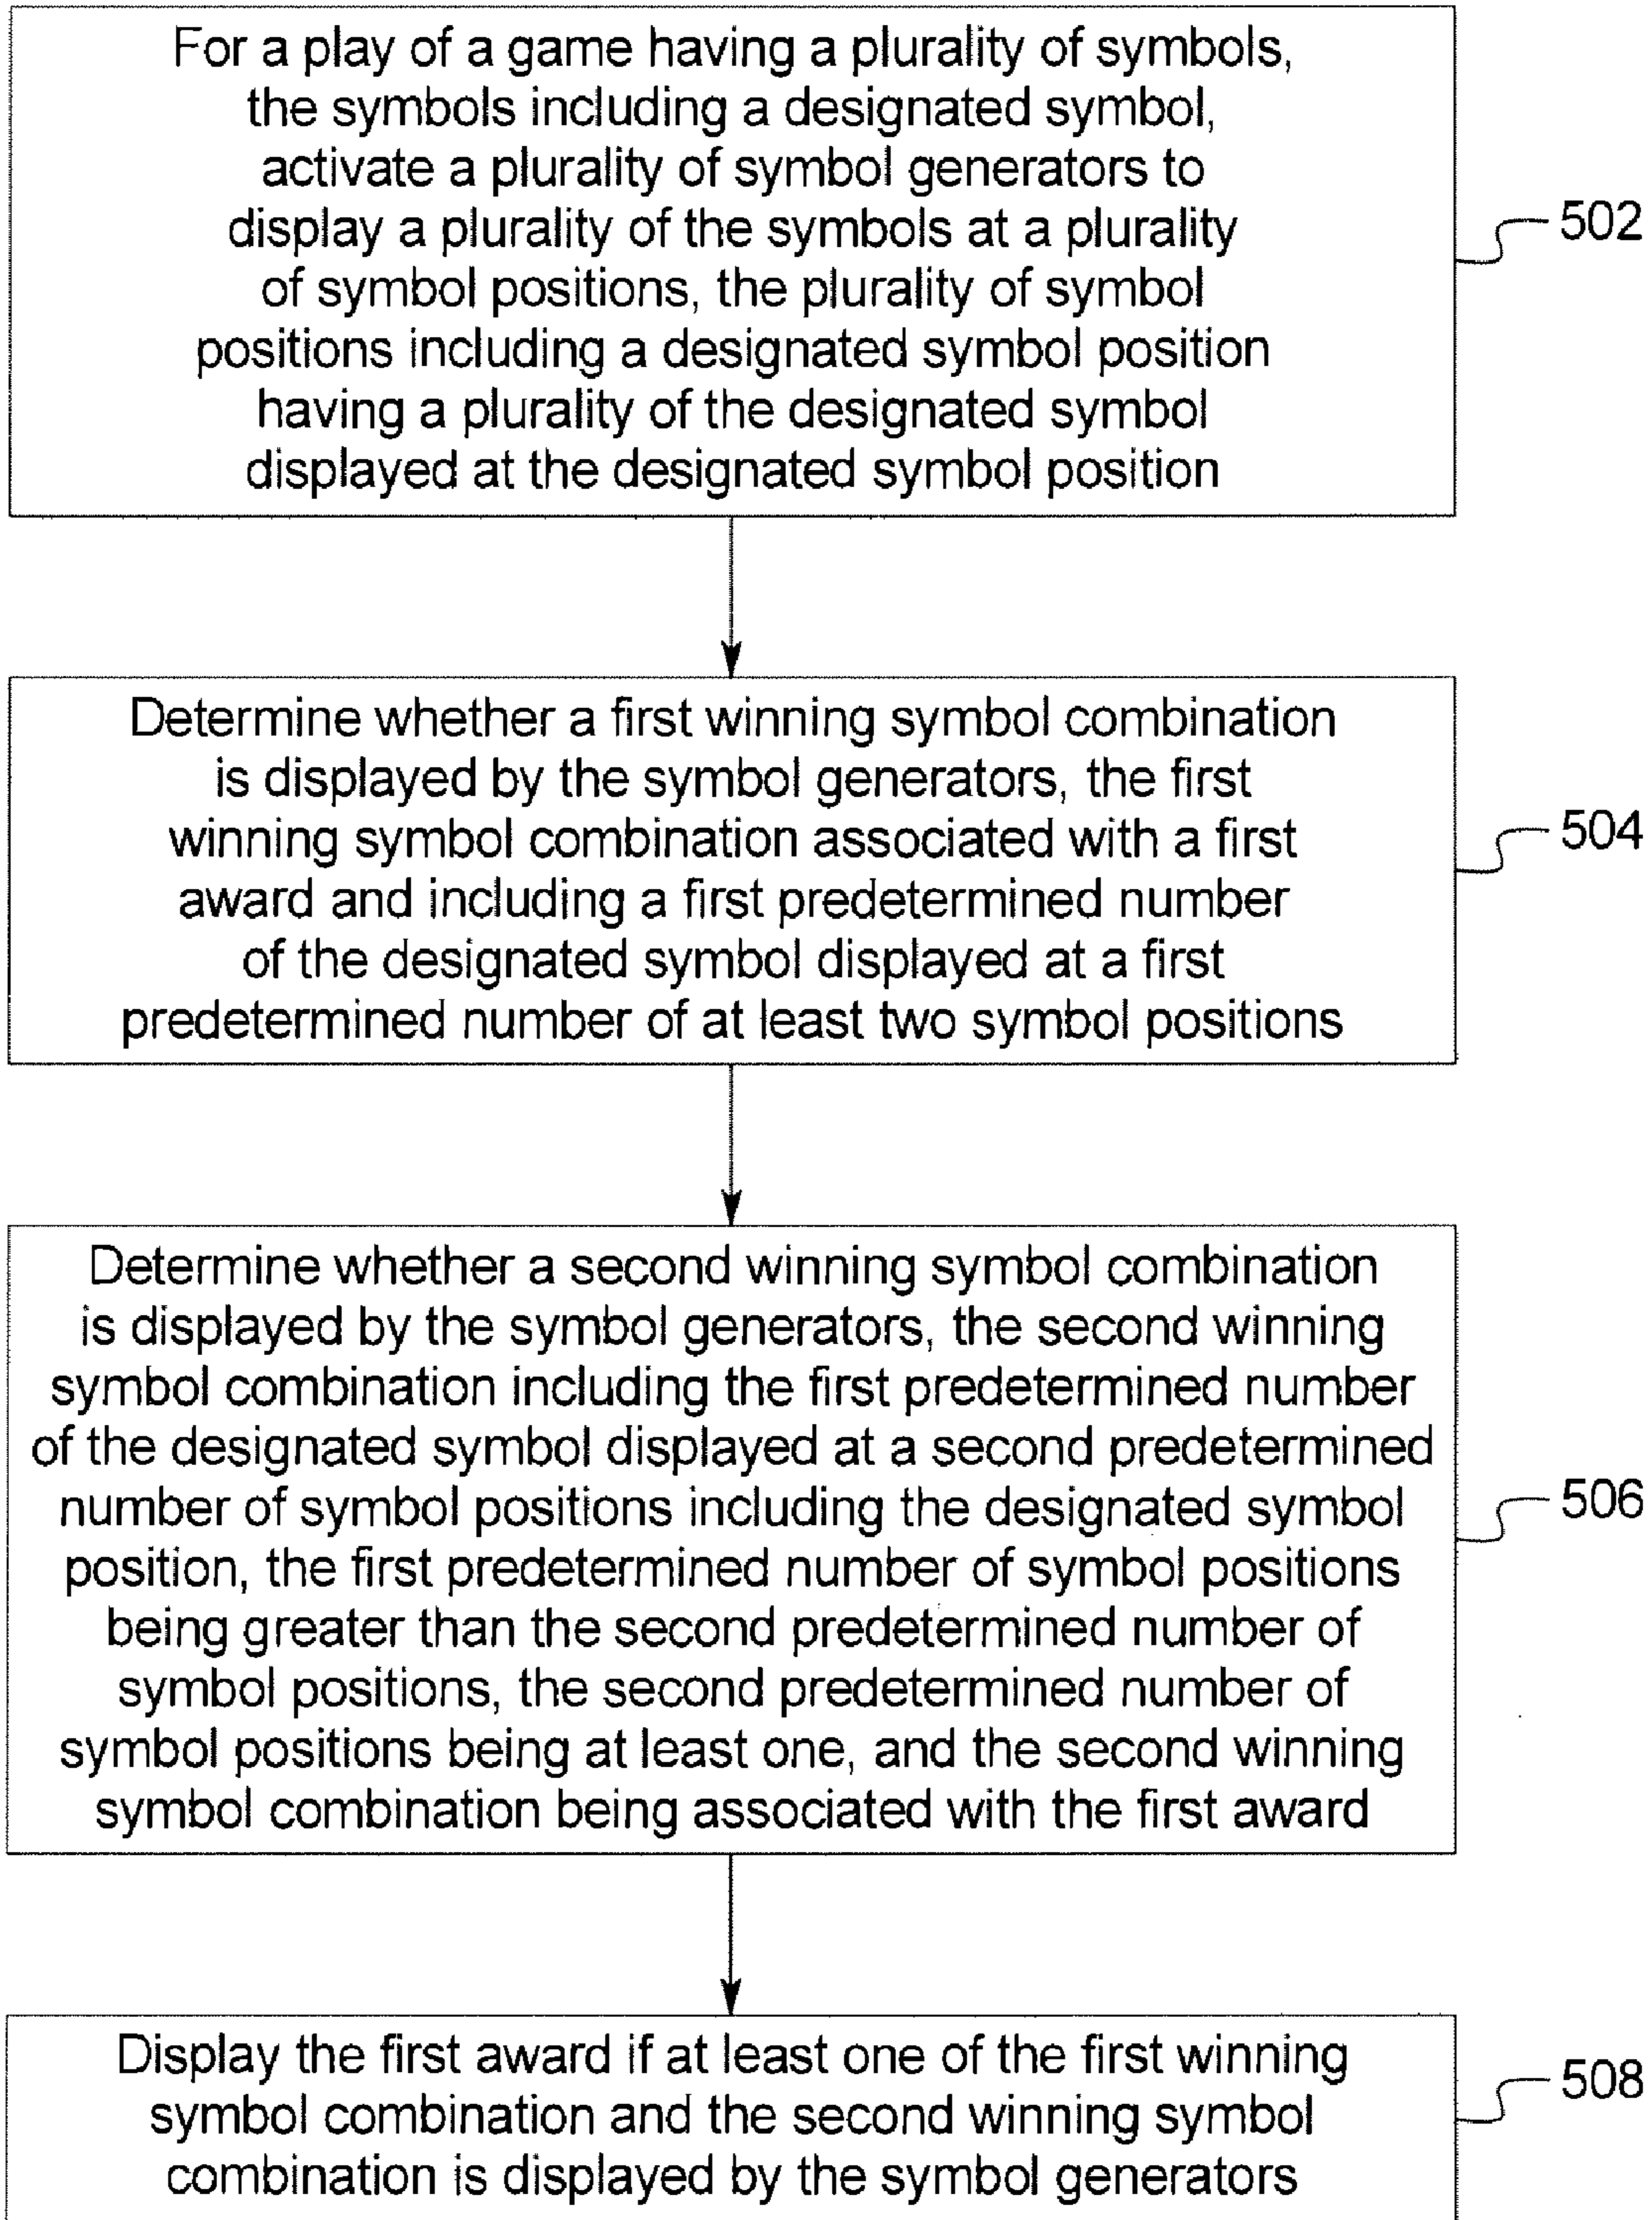 For a play of a game having a plurality of symbols,
the symbols including a designated symbol,
activate a plurality of symbol generators to
display a plurality of the symbols at a plurality
of symbol positions, the plurality of symbol
positions including a designated symbol position
having a plurality of the designated symbol
displayed at the designated symbol position
502
Determine whether a first winning symbol combination
is displayed by the symbol generators, the first
winning symbol combination associated with a first
award and including a first predetermined number
of the designated symbol displayed at a first
predetermined number of at least two symbol positions
504
Determine whether a second winning symbol combination
is displayed by the symbol generators, the second winning
symbol combination including the first predetermined number
of the designated symbol displayed at a second predetermined
number of symbol positions including the designated symbol
position, the first predetermined number of symbol positions
being greater than the second predetermined number of
symbol positions, the second predetermined number of
symbol positions being at least one, and the second winning
symbol combination being associated with the first award
506
Display the first award if at least one of the first winning
symbol combination and the second winning symbol
combination is displayed by the symbol generators
508